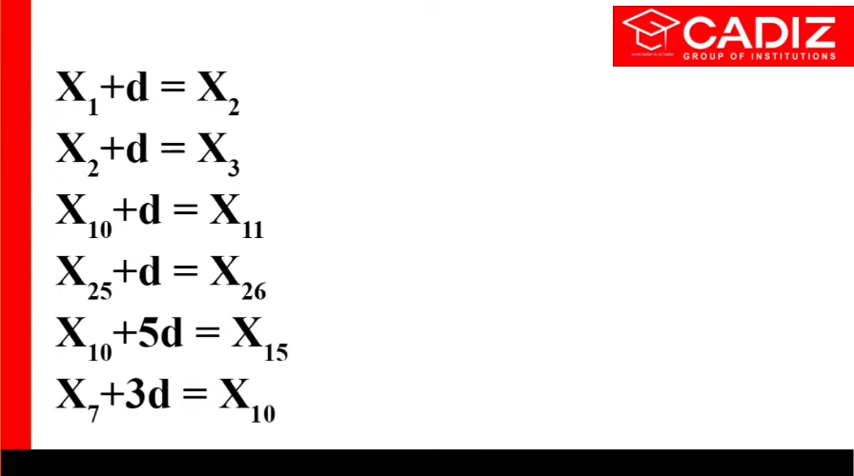 CADIZ
GROUP OF INSTITUTIONS
X₁+d = X₂
X₂+d = X₃
X₁₀+d = X₁₁
X₂₅+d = X₂₆
X₁₀+5d = X₁₅
X₇+3d = X₁₀